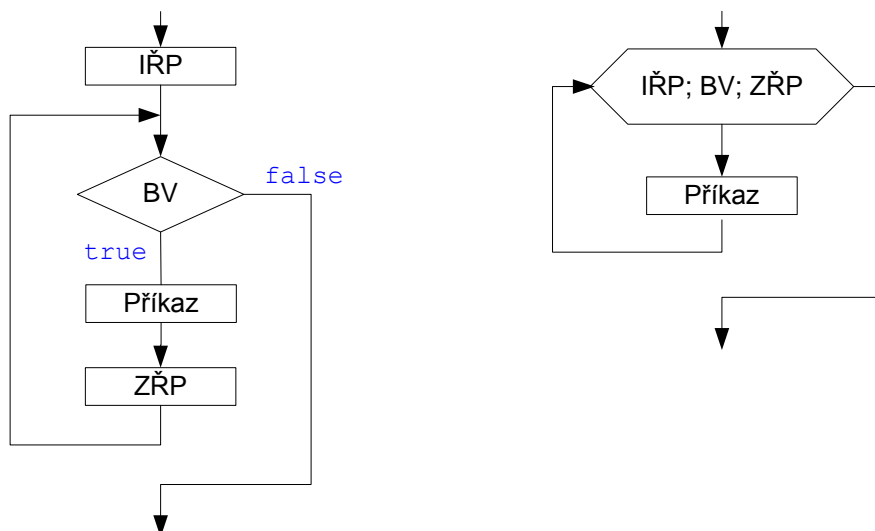 IŘP
BV
false
true
Příkaz
ZŘP
IŘP; BV; ZŘP
Příkaz